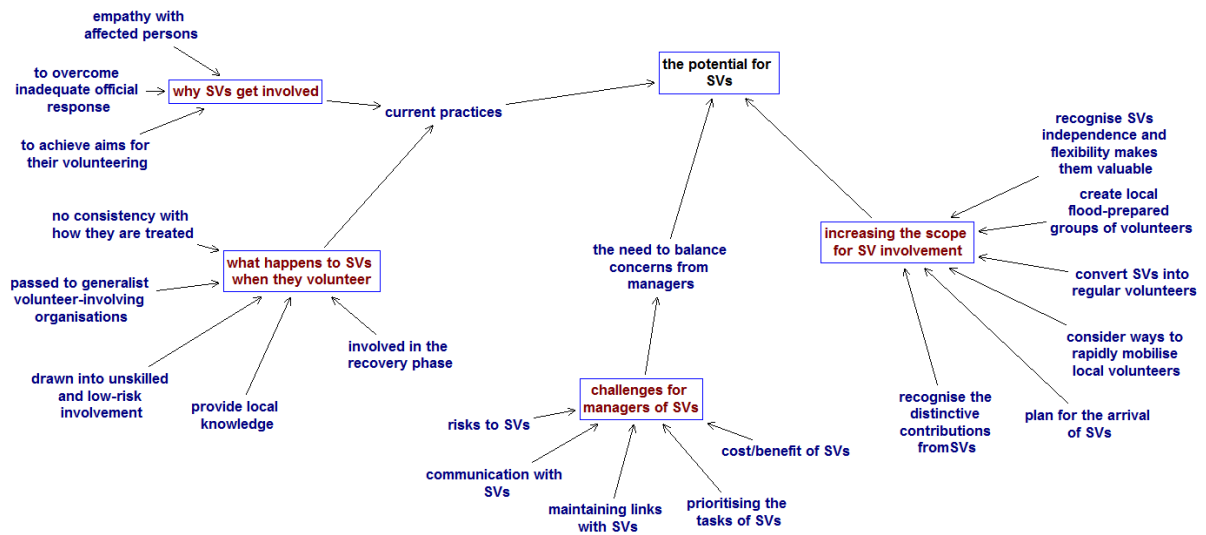 empathy with
affected persons
to overcome
inadequate official
response
why SVs get involved
to achieve aims for
their volunteering
current practices
the potential for
SVs
no consistency with
how they are treated
what happens to SVs
when they volunteer
passed to generalist
volunteer-involving
organisations
drawn into unskilled
and low-risk
involvement
provide local
knowledge
involved in the
recovery phase
the need to balance
concerns from
managers
challenges for
managers of SVs
risks to SVs
communication with
SVs
maintaining links
with SVs
prioritising the
tasks of SVs
cost/benefit of SVs
increasing the scope
for SV involvement
recognise SVs
independence and
flexibility makes
them valuable
create local
flood-prepared
groups of volunteers
convert SVs into
regular volunteers
consider ways to
rapidly mobilise
local volunteers
plan for the arrival
of SVs
recognise the
distinctive
contributions
fromSVs